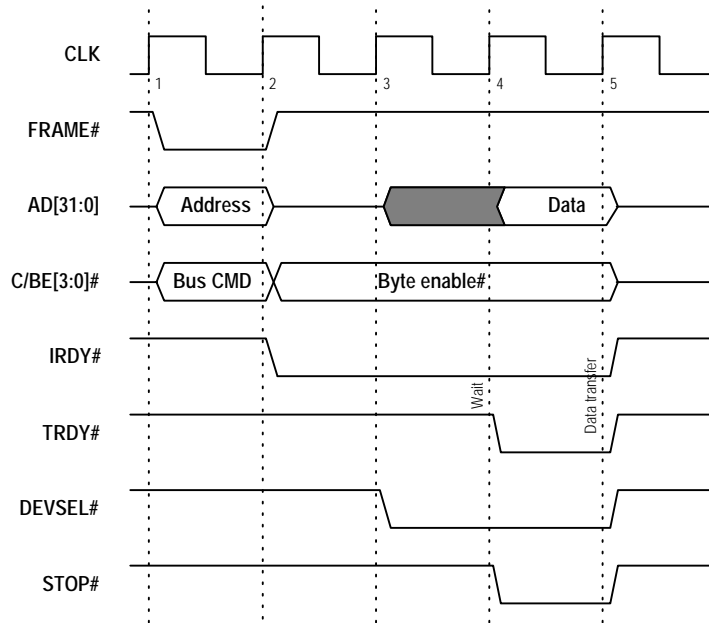 CLK
1 2 3 4 5
FRAME#
AD[31:0] Address Data
C/BE[3:0]# Bus CMD Byte enable#
IRDY#
Wait
Data transfer
TRDY#
DEVSEL#
STOP#